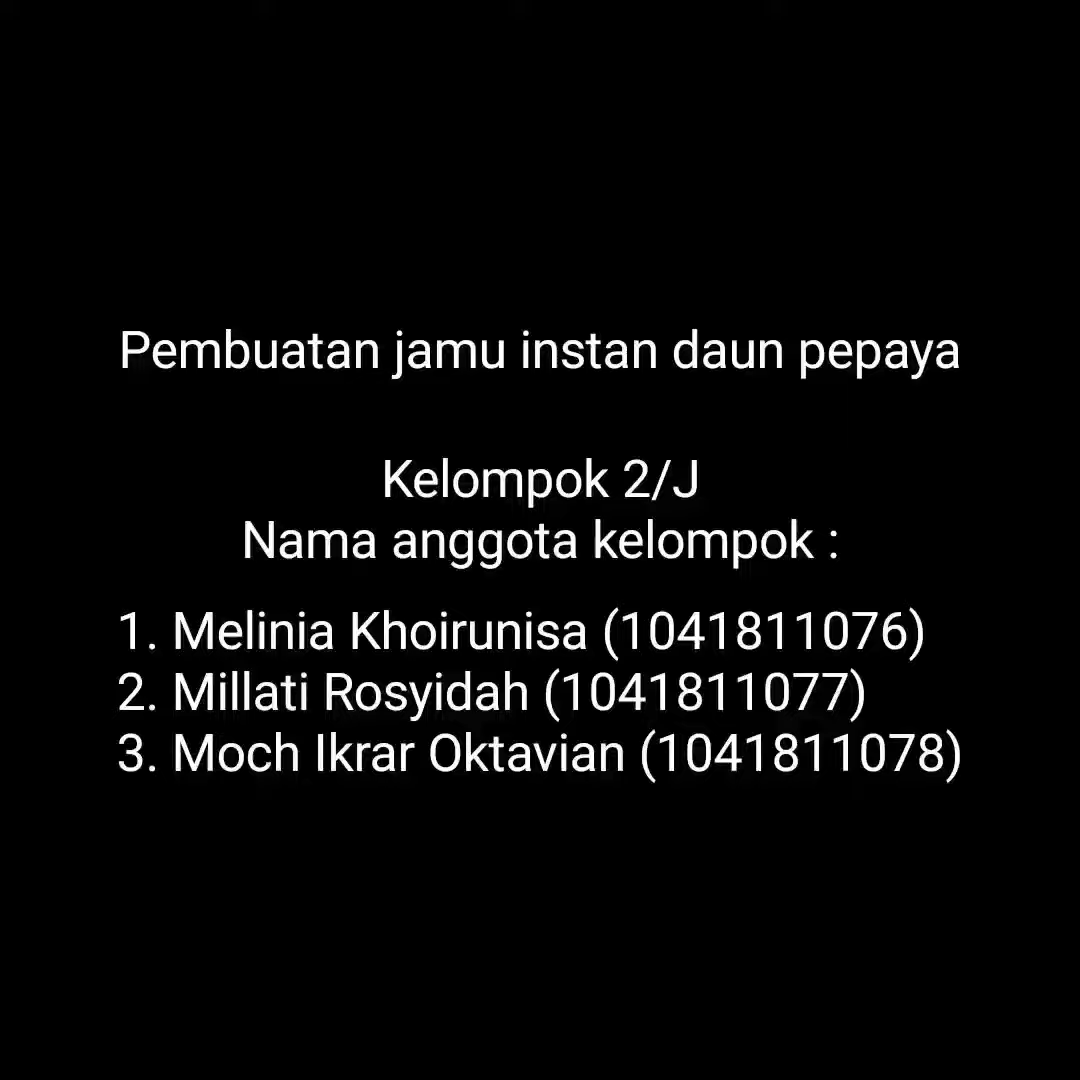 Pembuatan jamu instan daun pepaya
Kelompok 2/J
Nama anggota kelompok :
1. Melinia Khoirunisa (1041811076)
2. Millati Rosyidah (1041811077)
3. Moch Ikrar Oktavian (1041811078)